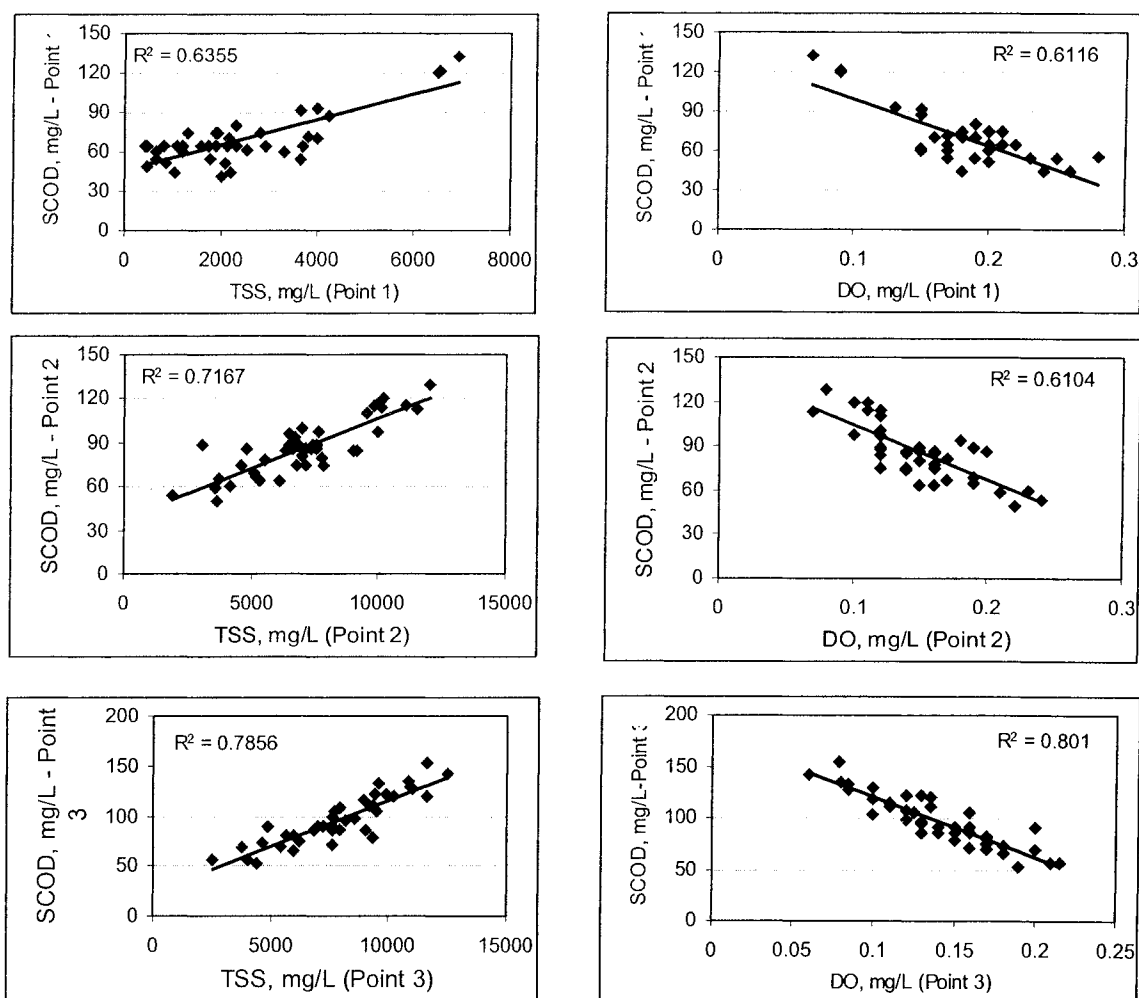 R² = 0.6355
SCOD, mg/L - Point
150
120
90
60
30
0
0 2000 4000 6000 8000
TSS, mg/L (Point 1)
R² = 0.6116
SCOD, mg/L - Point
150
120
90
60
30
0
0 0.1 0.2 0.3
DO, mg/L (Point 1)
R² = 0.7167
SCOD, mg/L - Point 2
150
120
90
60
30
0
0 5000 10000 15000
TSS, mg/L (Point 2)
R² = 0.6104
SCOD, mg/L - Point 2
150
120
90
60
30
0
0 0.1 0.2 0.3
DO, mg/L (Point 2)
R² = 0.7856
SCOD, mg/L - Point
3
200
150
100
50
0
0 5000 10000 15000
TSS, mg/L (Point 3)
R² = 0.801
SCOD, mg/L-Point 3
200
150
100
50
0
0 0.05 0.1 0.15 0.2 0.25
DO, mg/L (Point 3)